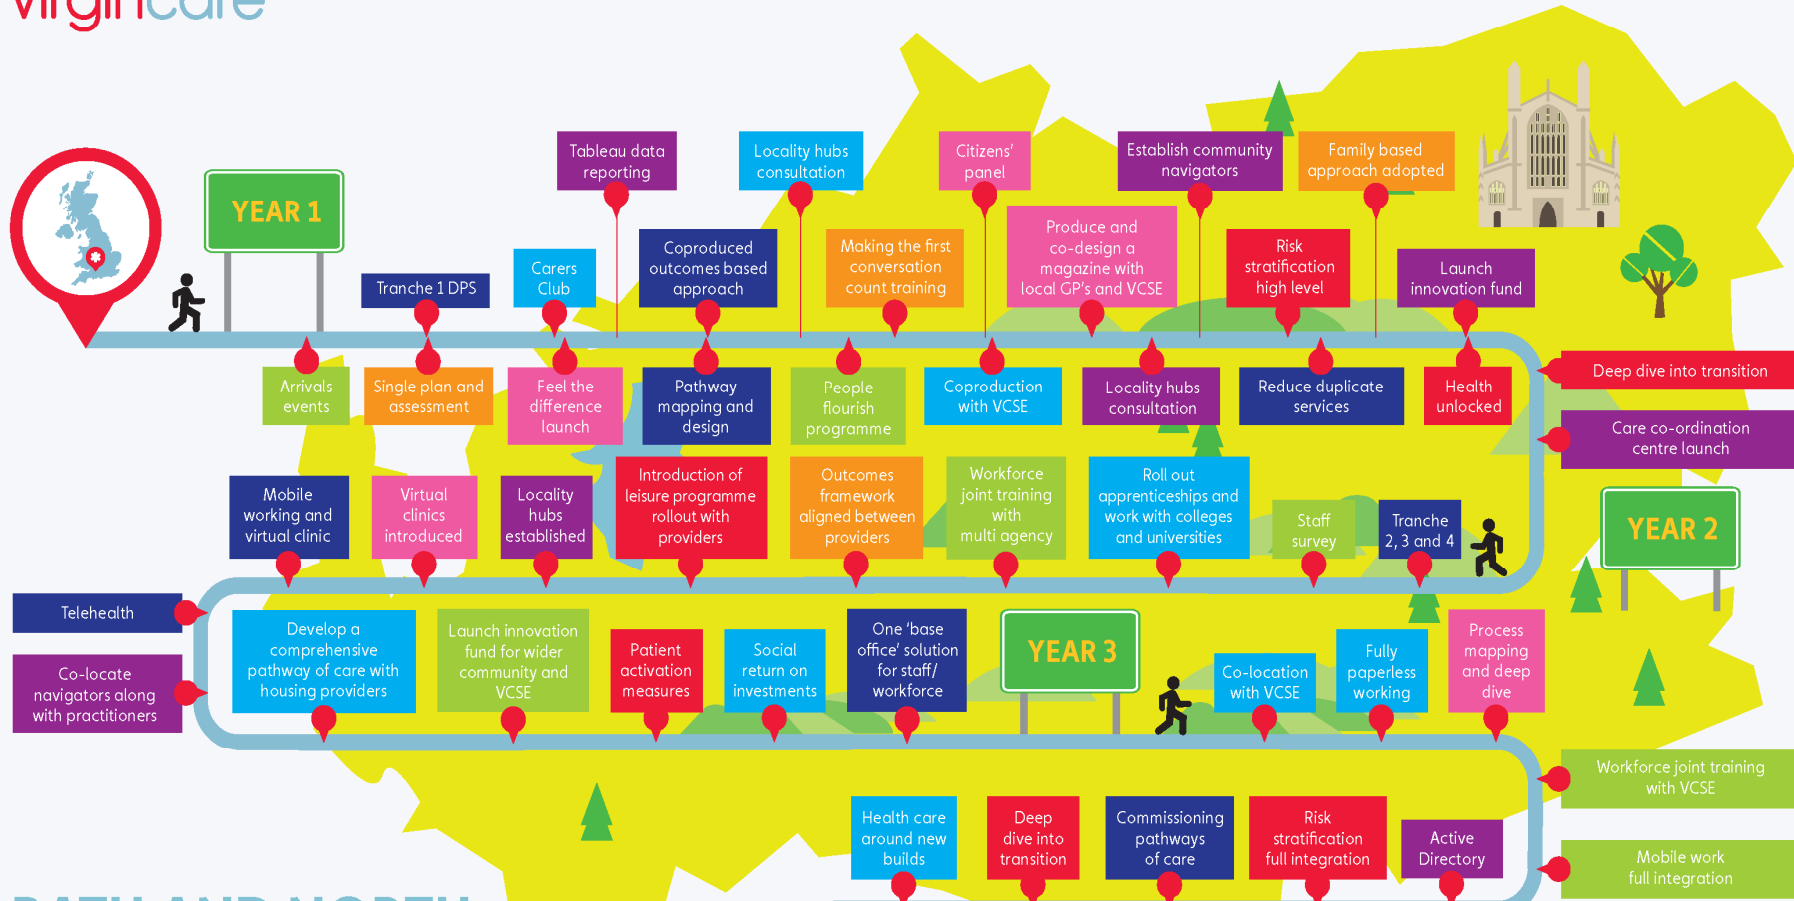 virgincare
YEAR 1
Tranche 1 DPS
Carers
Club
Tableau data
reporting
Coproduced
outcomes based
approach
Locality hubs
consultation
Making the first
conversation
count training
Citizens’
panel
Produce and
co-design a
magazine with
local GP’s and VCSE
Establish community
navigators
Risk
stratification
high level
Family based
approach adopted
Launch
innovation fund
Arrivals
events
Single plan and
assessment
Feel the
difference
launch
Pathway
mapping and
design
People
flourish
programme
Coproduction
with VCSE
Locality hubs
consultation
Reduce duplicate
services
Health
unlocked
Deep dive into transition
Care co-ordination
centre launch
YEAR 2
Tranche
2, 3 and 4
Staff
survey
Roll out
apprenticeships and
work with colleges
and universities
Workforce
joint training
with
multi agency
Outcomes
framework
aligned between
providers
Introduction of
leisure programme
rollout with
providers
Locality
hubs
established
Virtual
clinics
introduced
Mobile
working and
virtual clinic
Telehealth
Co-locate
navigators along
with practitioners
Develop a
comprehensive
pathway of care with
housing providers
Launch innovation
fund for wider
community and
VCSE
Patient
activation
measures
Social
return on
investments
One ‘base
office’ solution
for staff/
workforce
YEAR 3
Co-location
with VCSE
Fully
paperless
working
Process
mapping
and deep
dive
Workforce joint training
with VCSE
Mobile work
full integration
Active
Directory
Risk
stratification
full integration
Commissioning
pathways
of care
Deep
dive into
transition
Health care
around new
builds
BATH AND NORTH